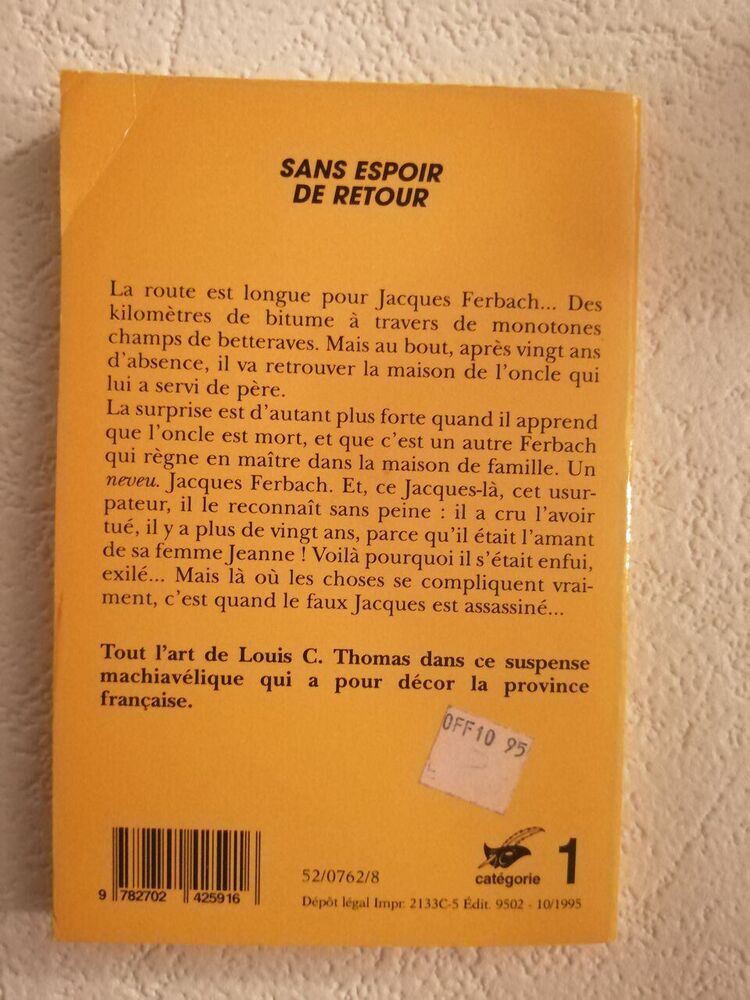 SANS ESPOIR
DE RETOUR
La route est longue pour Jacques Ferbach... Des
kilomètres de bitume à travers de monotones
champs de betteraves. Mais au bout, après vingt ans
d'absence, il va retrouver la maison de l'oncle qui
lui a servi de père.
La surprise est d'autant plus forte quand il apprend
que l'oncle est mort, et que c'est un autre Ferbach
qui règne en maître dans la maison de famille. Un
neveu. Jacques Ferbach. Et, ce Jacques-là, cet usur-
pateur, il le reconnaît sans peine : il a cru l'avoir
tué, il y a plus de vingt ans, parce qu'il était l'amant
de sa femme Jeanne ! Voilà pourquoi il s'était enfui,
exilé... Mais là où les choses se compliquent vrai-
ment, c'est quand le faux Jacques est assassiné...
Tout l'art de Louis C. Thomas dans ce suspense
machiavélique qui a pour décor la province
française.
OFF10 95
9 782702 425916
52/0762/8
catégorie 1
Dépôt légal Impr. 2133C-5 Édit. 9502 - 10/1995